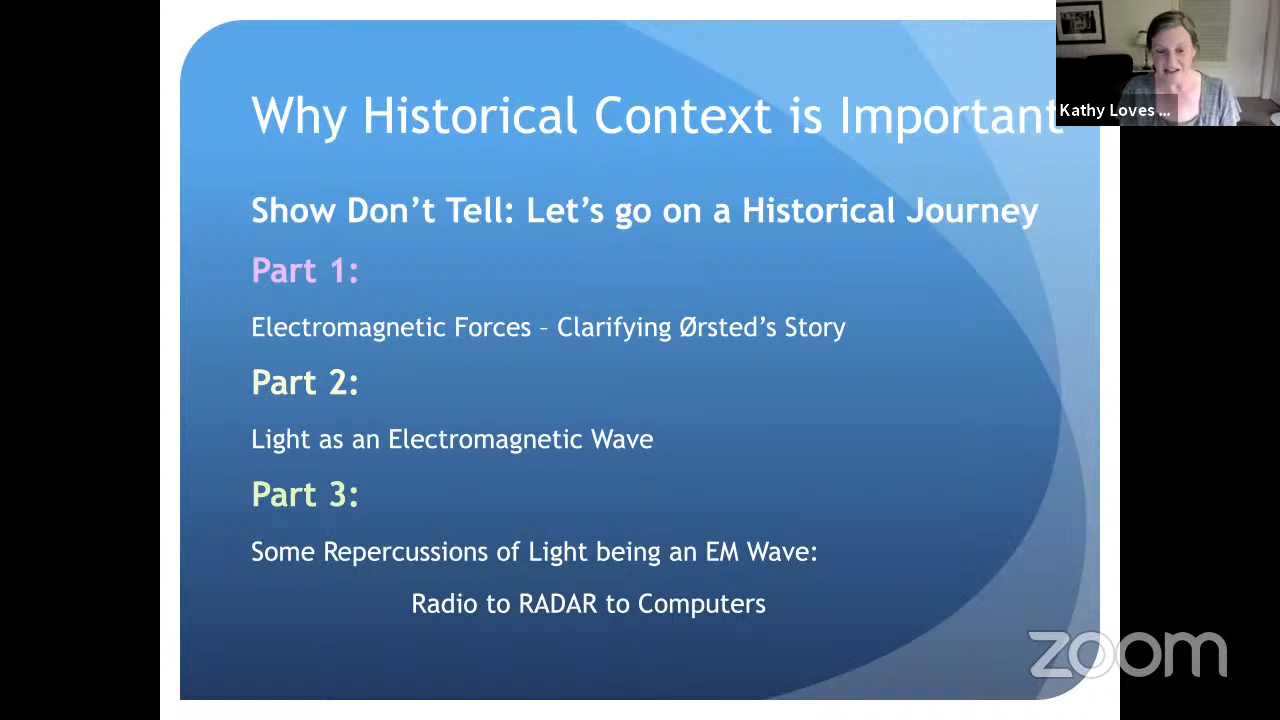 Why Historical Context is Important
Kathy Loves ...
Show Don’t Tell: Let’s go on a Historical Journey
Part 1:
Electromagnetic Forces – Clarifying Ørsted’s Story
Part 2:
Light as an Electromagnetic Wave
Part 3:
Some Repercussions of Light being an EM Wave:
Radio to RADAR to Computers
zoom